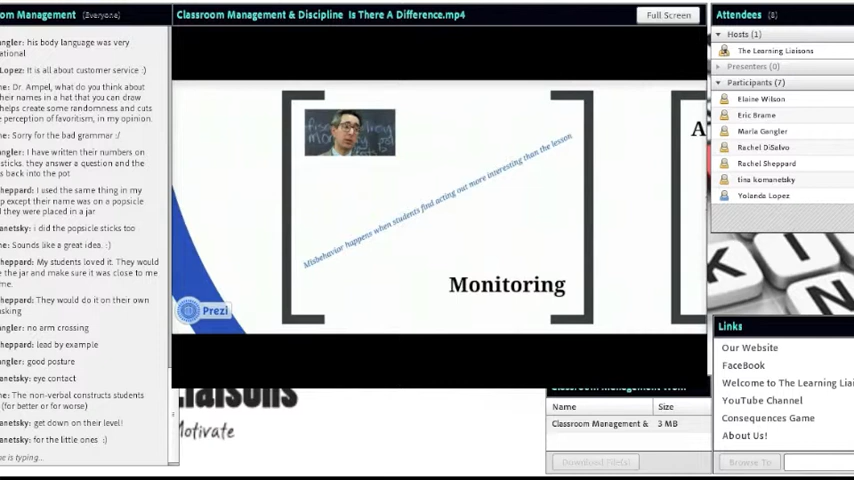 om Management (Everyone)
angler: his body language was very
ational
Lopez: It is all about customer service :)
ne: Dr. Ampel, what do you think about
heir names in a hat that you can draw
helps create some randomness and cuts
e perception of favoritism, in my opinion.
ne: Sorry for the bad grammar :/
angler: I have written their numbers on
sticks. they answer a question and the
s back into the pot
heppard: I used the same thing in my
p except their name was on a popsicle
d they were placed in a jar
anetsky: i did the popsicle sticks too
ne: Sounds like a great idea. :)
heppard: My students loved it. They would
e the jar and make sure it was close to me
me.
heppard: They would do it on their own
asking
angler: no arm crossing
heppard: lead by example
angler: good posture
anetsky: eye contact
ne: The non-verbal constructs students
(for better or for worse)
anetsky: get down on their level!
anetsky: for the little ones :)
ne is typing...
Classroom Management & Discipline Is There A Difference.mp4
Full Screen
Misbehavior happens when students find acting out more interesting than the lesson
Monitoring
A
Prezi
Liaisons
Motivate
Name Size
Classroom Management & 3 MB
Download File(s)
Attendees (8)
Hosts (1)
The Learning Liaisons
Presenters (0)
Participants (7)
Elaine Wilson
Eric Brame
Maria Gangler
Rachel DiSalvo
Rachel Sheppard
tina komanetsky
Yolanda Lopez
K I
N
Links
Our Website
FaceBook
Welcome to The Learning Liai
YouTube Channel
Consequences Game
About Us!
Browse To